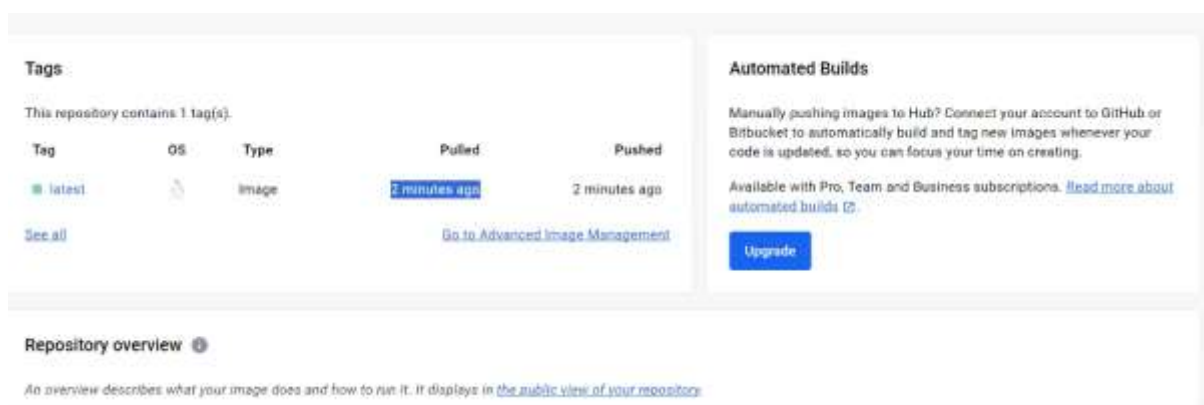 Tags
This repository contains 1 tag(s).
Tag OS Type Pulled Pushed
latest Image 2 minutes ago 2 minutes ago
See all Go to Advanced Image Management
Automated Builds
Manually pushing images to Hub? Connect your account to GitHub or
Bitbucket to automatically build and tag new images whenever your
code is updated, so you can focus your time on creating.
Available with Pro, Team and Business subscriptions. Read more about
automated builds
Upgrade
Repository overview
An overview describes what your image does and how to run it. It displays in the public view of your repository